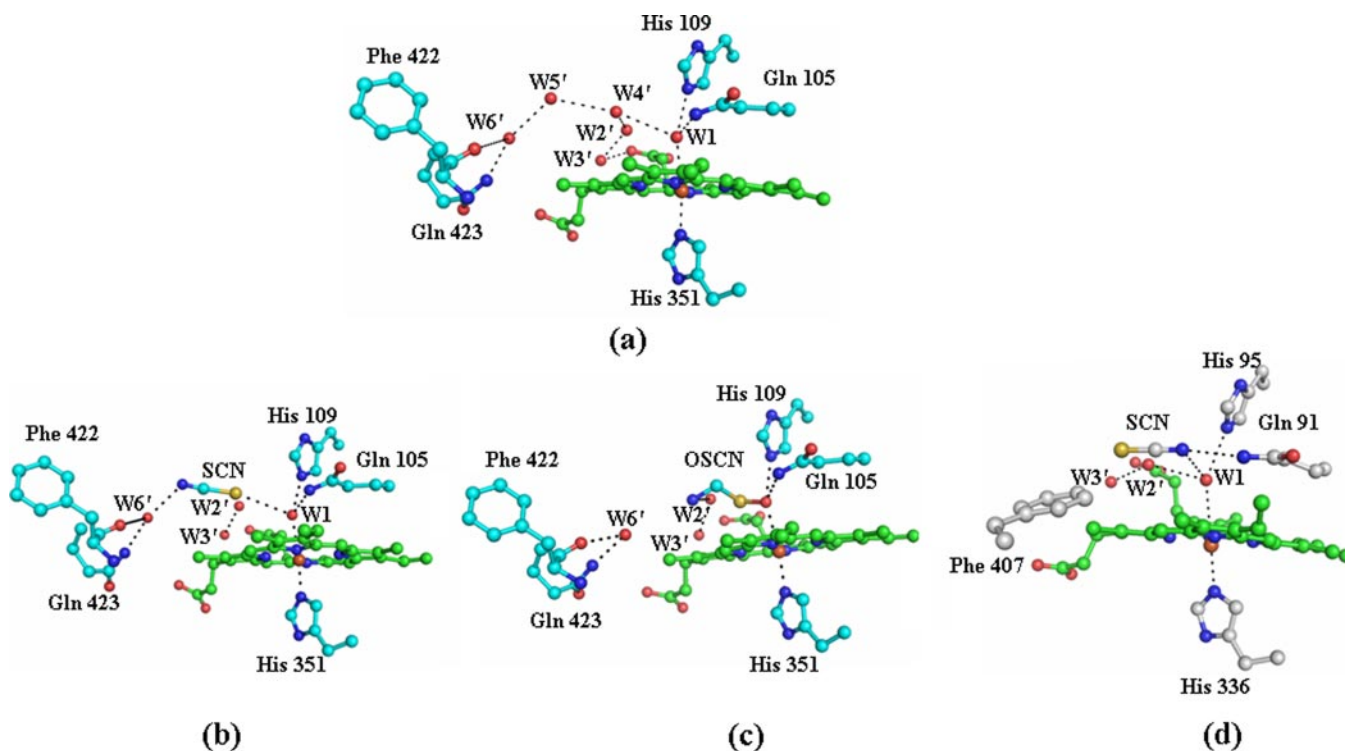 His 109
Phe 422
Gln 105
W5'
W4'
W6'
W2'
W1
W3'
Gln 423
His 351
(a)
His 109
Phe 422
SCN
Gln 105
W6'
W2'
W1
W3'
Gln 423
His 351
(b)
His 109
Phe 422
OSCN
Gln 105
W2'
W6'
W3'
Gln 423
His 351
(c)
His 95
SCN
Gln 91
W3'
W2'
W1
Phe 407
His 336
(d)